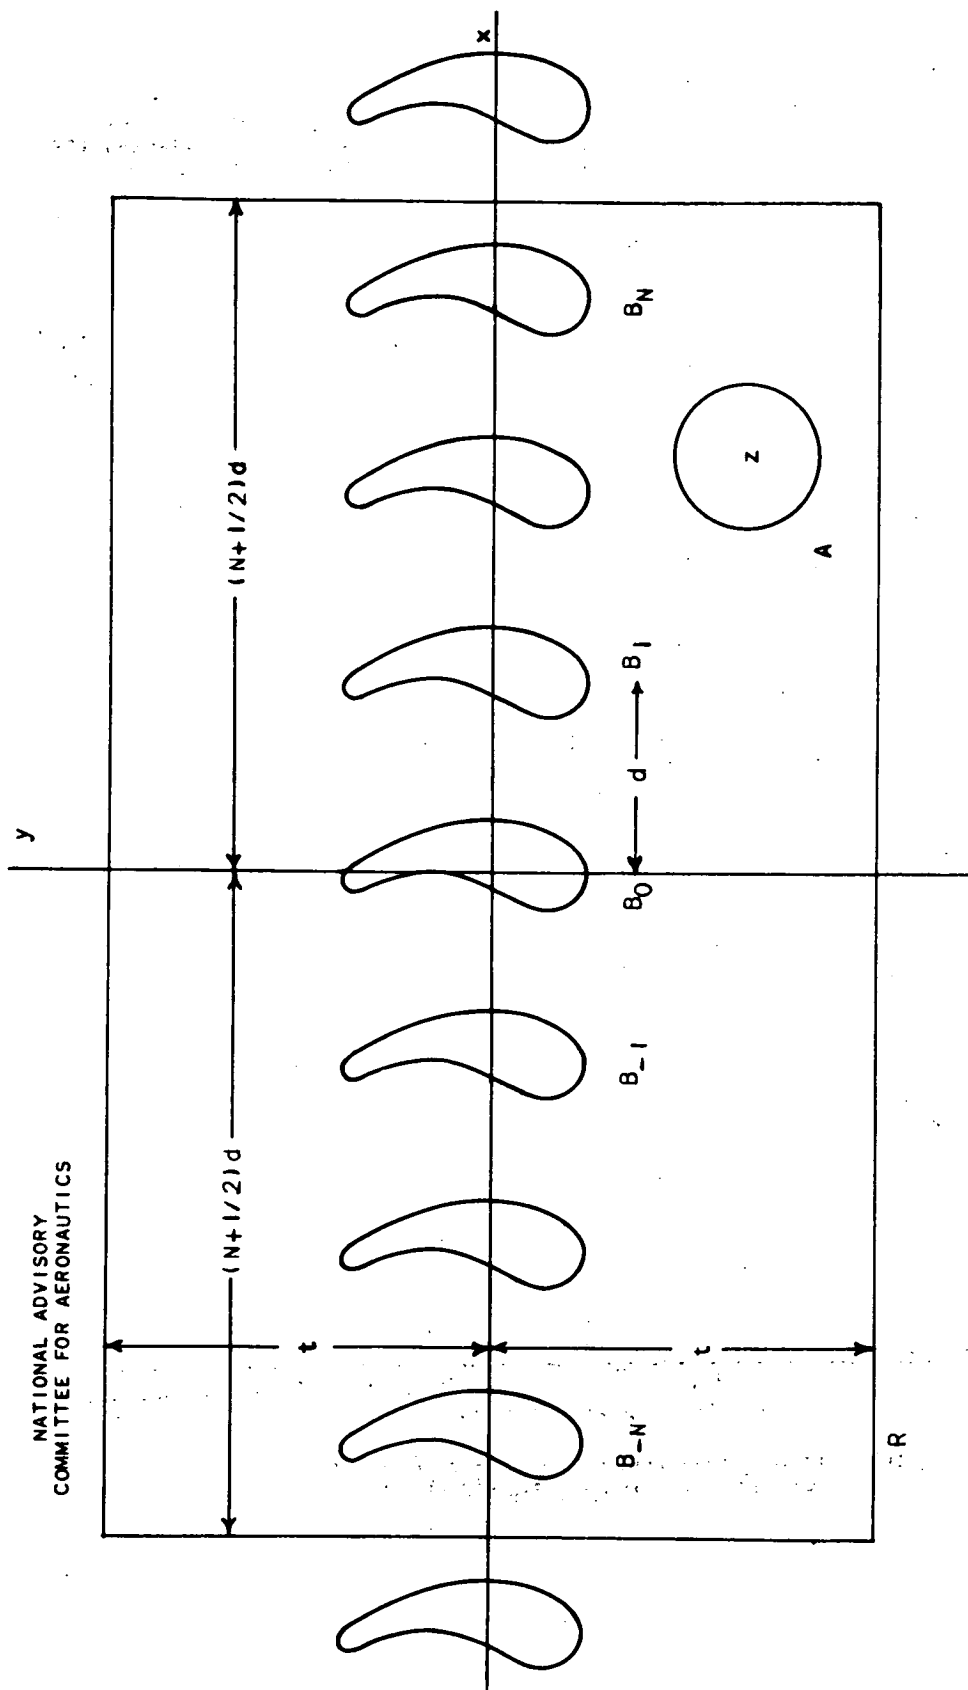 NATIONAL ADVISORY
COMMITTEE FOR AERONAUTICS
y
(N+1/2)d
(N+1/2)d
t
x
t
B_N
B_-N
B_-1
B_0
B_1
d
z
A
R